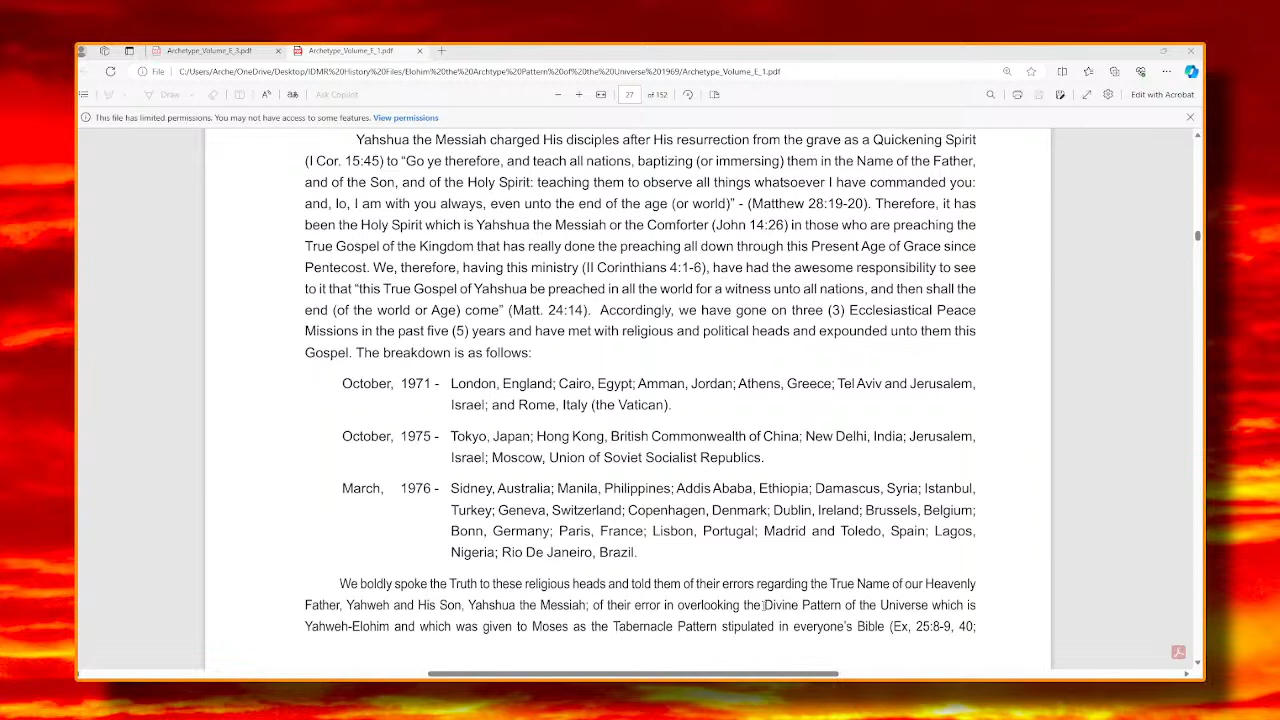 Archetype_Volume_E_3.pdf
Archetype_Volume_E_1.pdf
File
C:/Users/Arche/OneDrive/Desktop/IDMR%20History%20Files/Elohim%20the%20Archtype%20Pattern%20of%20the%20Universe%201969/Archetype_Volume_E_1.pdf
Draw
Ask Copilot
27 of 152
Edit with Acrobat
This file has limited permissions. You may not have access to some features. View permissions
Yahshua the Messiah charged His disciples after His resurrection from the grave as a Quickening Spirit
(I Cor. 15:45) to “Go ye therefore, and teach all nations, baptizing (or immersing) them in the Name of the Father,
and of the Son, and of the Holy Spirit: teaching them to observe all things whatsoever I have commanded you:
and, lo, I am with you always, even unto the end of the age (or world)” - (Matthew 28:19-20). Therefore, it has
been the Holy Spirit which is Yahshua the Messiah or the Comforter (John 14:26) in those who are preaching the
True Gospel of the Kingdom that has really done the preaching all down through this Present Age of Grace since
Pentecost. We, therefore, having this ministry (II Corinthians 4:1-6), have had the awesome responsibility to see
to it that “this True Gospel of Yahshua be preached in all the world for a witness unto all nations, and then shall the
end (of the world or Age) come” (Matt. 24:14). Accordingly, we have gone on three (3) Ecclesiastical Peace
Missions in the past five (5) years and have met with religious and political heads and expounded unto them this
Gospel. The breakdown is as follows:
October, 1971 - London, England; Cairo, Egypt; Amman, Jordan; Athens, Greece; Tel Aviv and Jerusalem,
Israel; and Rome, Italy (the Vatican).
October, 1975 - Tokyo, Japan; Hong Kong, British Commonwealth of China; New Delhi, India; Jerusalem,
Israel; Moscow, Union of Soviet Socialist Republics.
March, 1976 - Sidney, Australia; Manila, Philippines; Addis Ababa, Ethiopia; Damascus, Syria; Istanbul,
Turkey; Geneva, Switzerland; Copenhagen, Denmark; Dublin, Ireland; Brussels, Belgium;
Bonn, Germany; Paris, France; Lisbon, Portugal; Madrid and Toledo, Spain; Lagos,
Nigeria; Rio De Janeiro, Brazil.
We boldly spoke the Truth to these religious heads and told them of their errors regarding the True Name of our Heavenly
Father, Yahweh and His Son, Yahshua the Messiah; of their error in overlooking the Divine Pattern of the Universe which is
Yahweh-Elohim and which was given to Moses as the Tabernacle Pattern stipulated in everyone’s Bible (Ex, 25:8-9, 40;